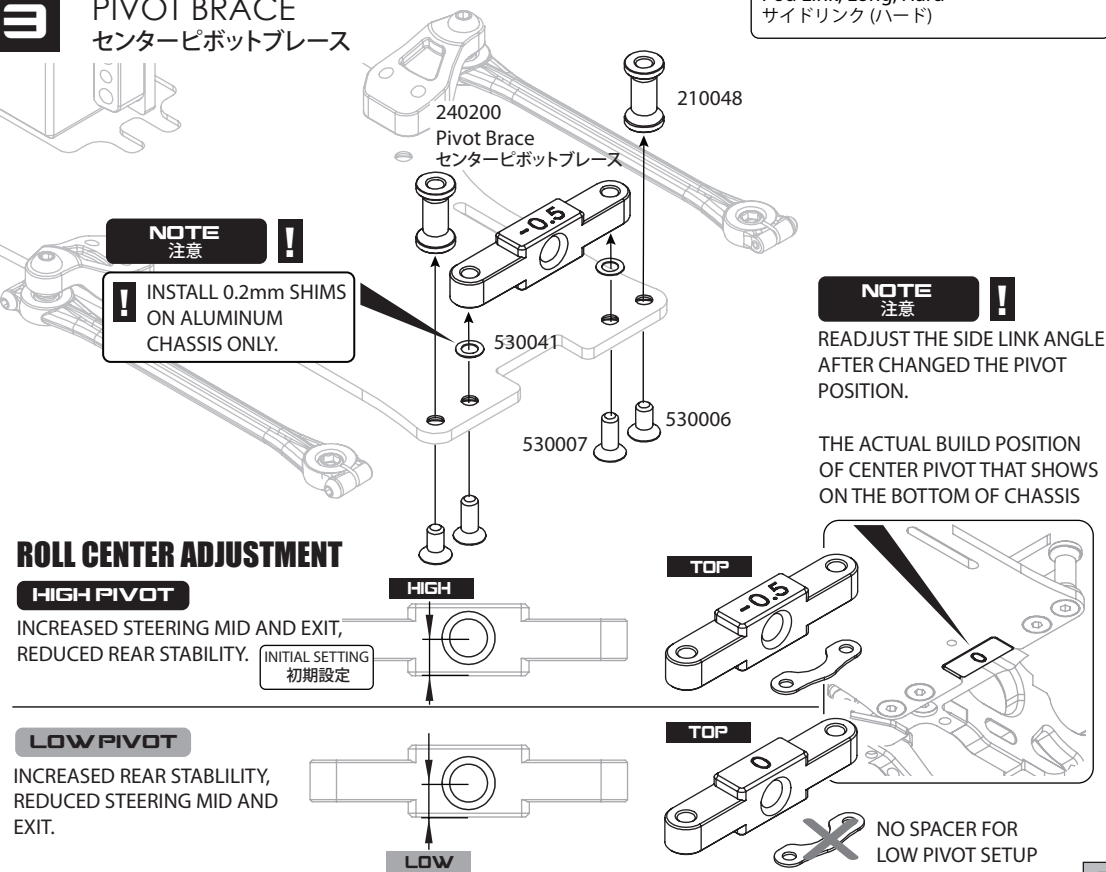 3
PIVOT BRACE
センターピボットブレース
サイドリンク (ハード)
240200
Pivot Brace
センターピボットブレース
210048
NOTE
注意
!
!
INSTALL 0.2mm SHIMS
ON ALUMINUM
CHASSIS ONLY.
-0.5
530041
530007
530006
NOTE
注意
!
READJUST THE SIDE LINK ANGLE
AFTER CHANGED THE PIVOT
POSITION.
THE ACTUAL BUILD POSITION
OF CENTER PIVOT THAT SHOWS
ON THE BOTTOM OF CHASSIS
0
ROLL CENTER ADJUSTMENT
HIGH PIVOT
INCREASED STEERING MID AND EXIT,
REDUCED REAR STABILITY.
INITIAL SETTING
初期設定
HIGH
TOP
-0.5
LOW PIVOT
INCREASED REAR STABLILITY,
REDUCED STEERING MID AND
EXIT.
LOW
TOP
0
NO SPACER FOR
LOW PIVOT SETUP